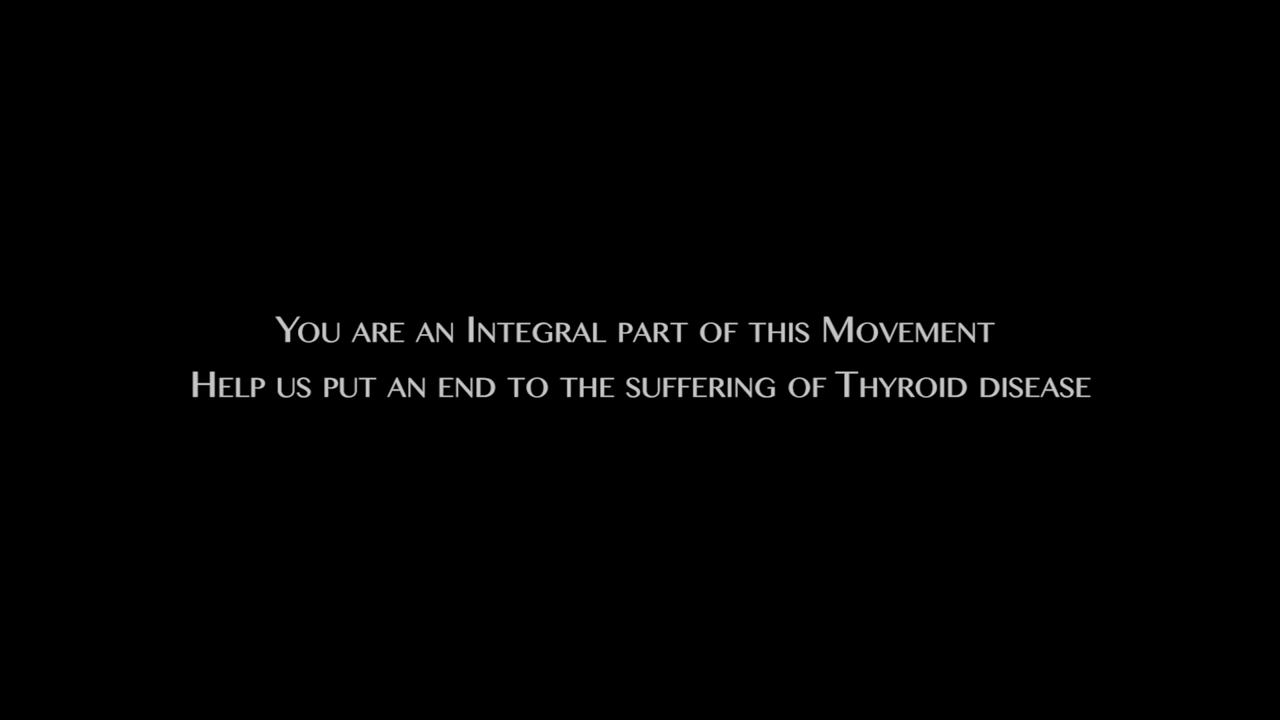 You are an Integral part of this Movement
Help us put an end to the suffering of Thyroid disease